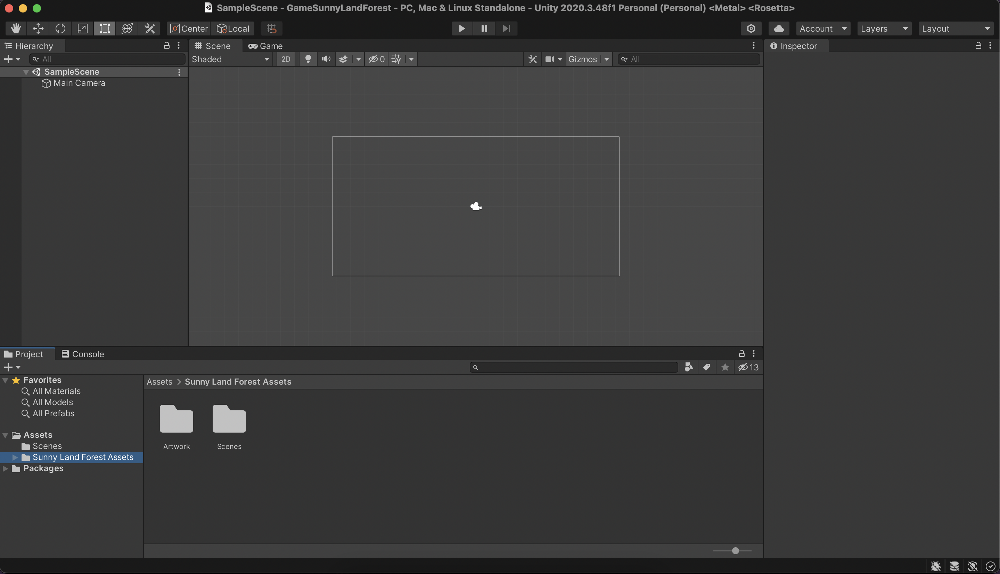 SampleScene - GameSunnyLandForest - PC, Mac & Linux Standalone - Unity 2020.3.48f1 Personal (Personal) <Metal> <Rosetta>
Center Local Account Layers Layout
Hierarchy
All
SampleScene
Main Camera
Scene Game
Shaded 2D 0 Gizmos All
Inspector
Project Console
13
Favorites
All Materials
All Models
All Prefabs
Assets
Scenes
Sunny Land Forest Assets
Packages
Assets > Sunny Land Forest Assets
Artwork Scenes